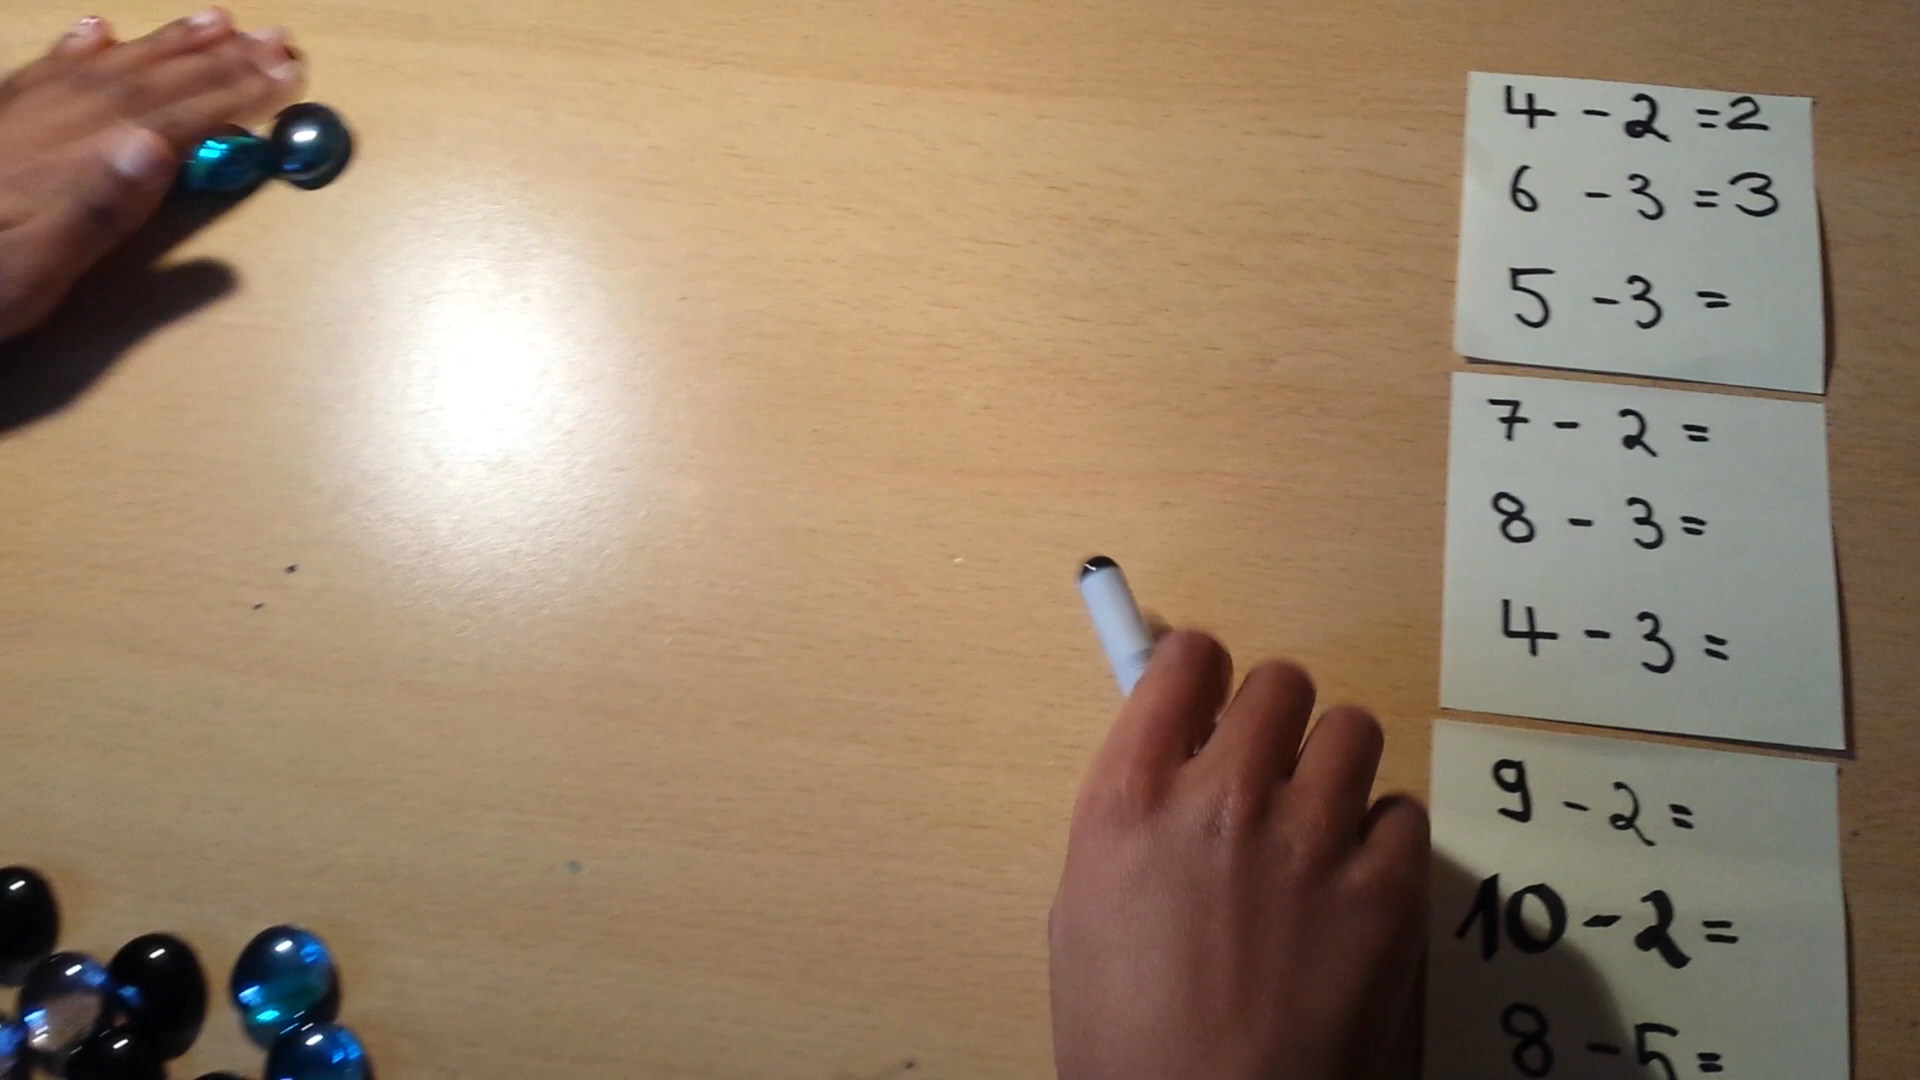 4 - 2 = 2
6 - 3 = 3
5 - 3 =
7 - 2 =
8 - 3 =
4 - 3 =
9 - 2 =
10 - 2 =
8 - 5 =